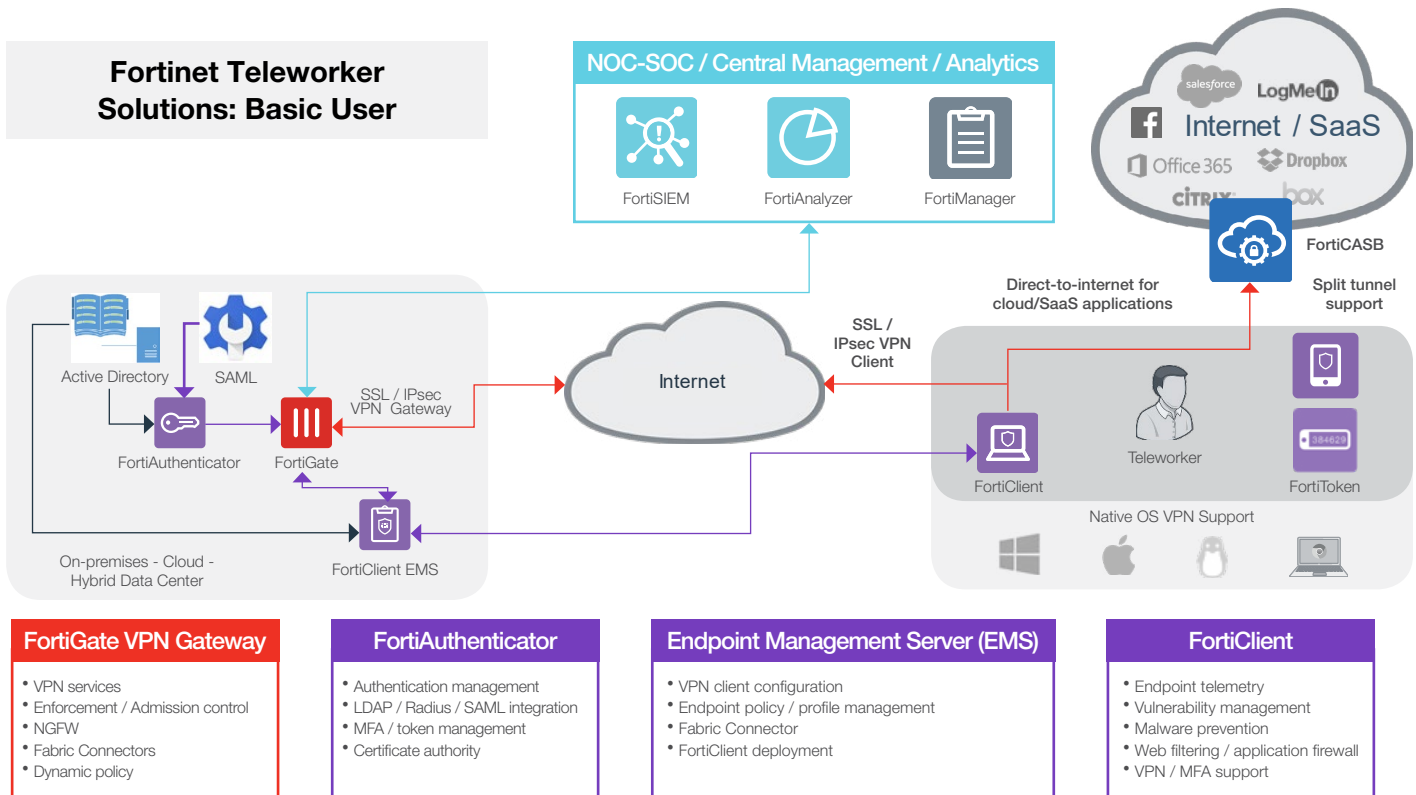 Fortinet Teleworker
Solutions: Basic User
NOC-SOC / Central Management / Analytics
FortiSIEM
FortiAnalyzer
FortiManager
salesforce
LogMeIn
Internet / SaaS
Office 365
Dropbox
CITRIX
box
FortiCASB
Direct-to-internet for
cloud/SaaS applications
Split tunnel
support
Active Directory
SAML
SSL / IPsec
VPN Gateway
FortiAuthenticator
FortiGate
Internet
SSL /
IPsec VPN
Client
FortiClient
Teleworker
384629
FortiToken
On-premises - Cloud -
Hybrid Data Center
FortiClient EMS
Native OS VPN Support
FortiGate VPN Gateway
• VPN services
• Enforcement / Admission control
• NGFW
• Fabric Connectors
• Dynamic policy
FortiAuthenticator
• Authentication management
• LDAP / Radius / SAML integration
• MFA / token management
• Certificate authority
Endpoint Management Server (EMS)
• VPN client configuration
• Endpoint policy / profile management
• Fabric Connector
• FortiClient deployment
FortiClient
• Endpoint telemetry
• Vulnerability management
• Malware prevention
• Web filtering / application firewall
• VPN / MFA support